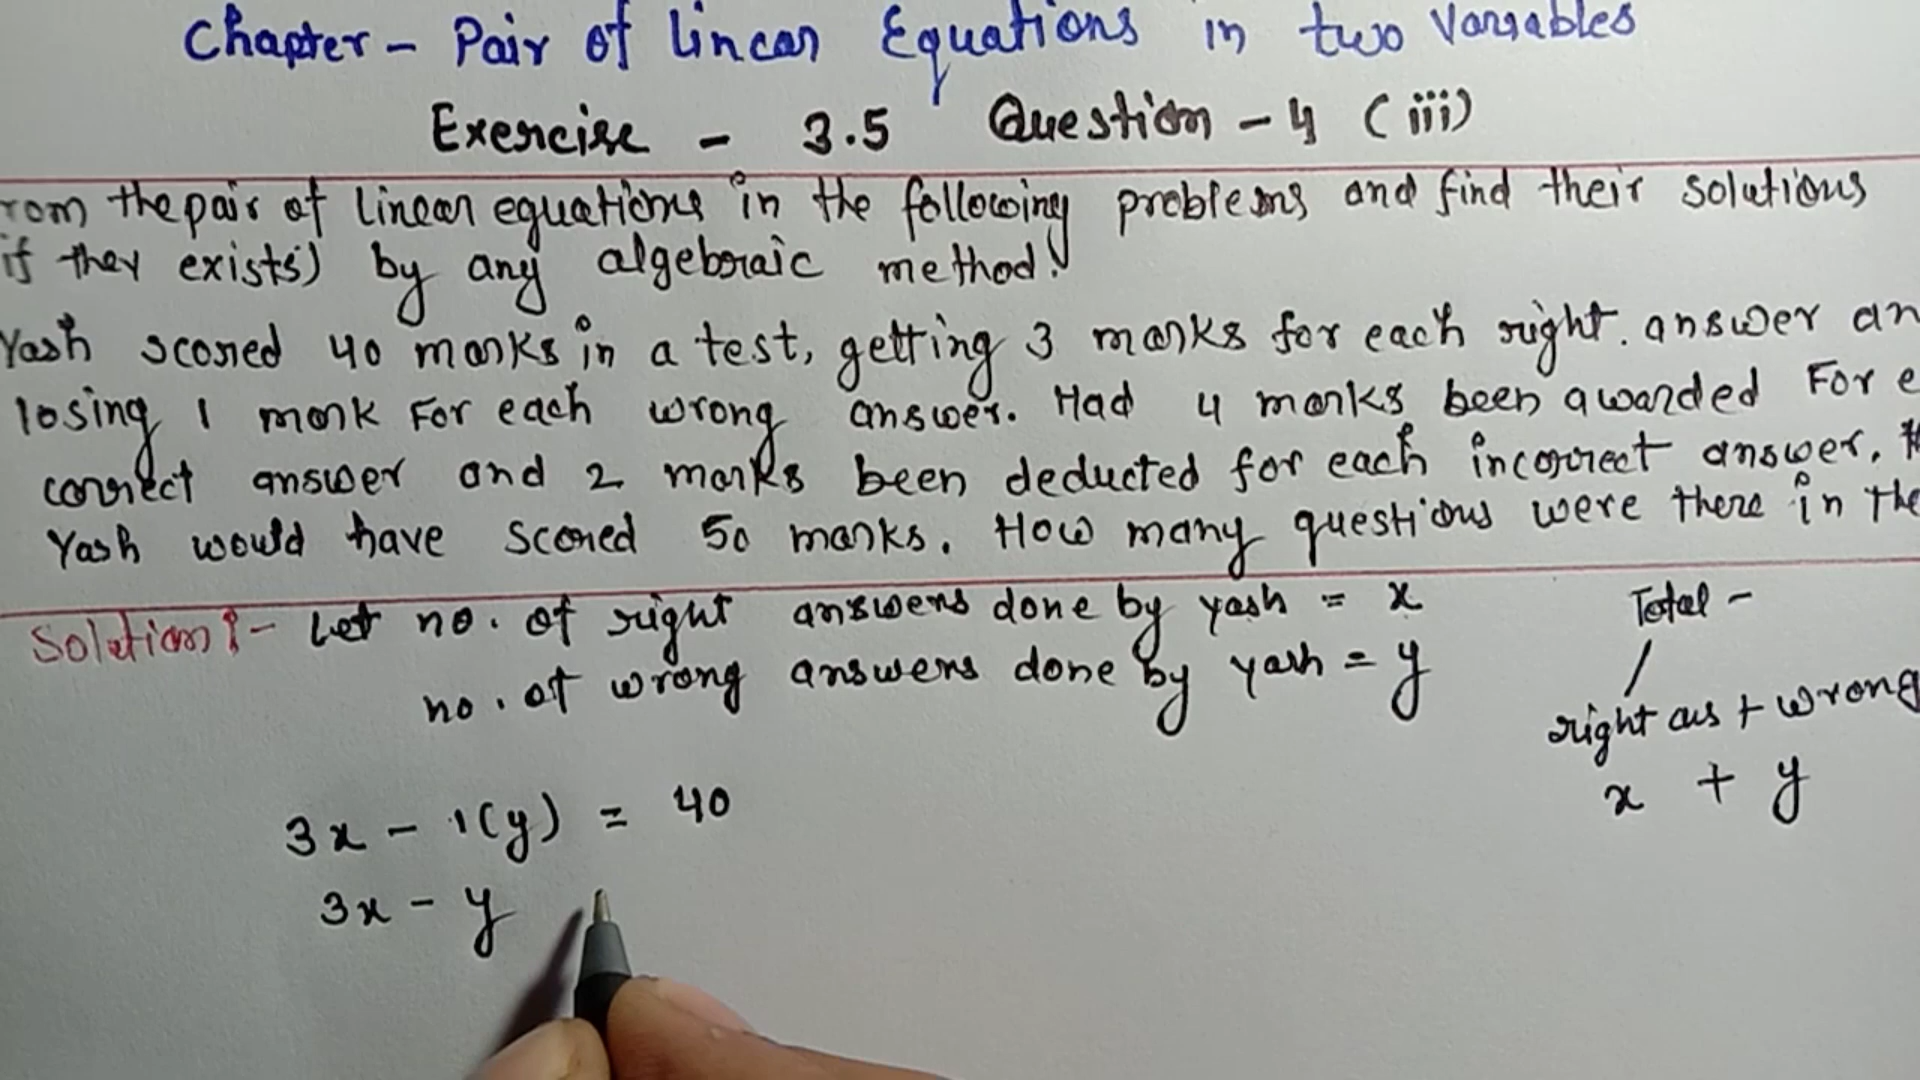 Chapter - Pair of Linear Equations in two Variables
Exercise - 3.5 Question - 4 (iii)
rom the pair of linear equations in the following problems and find their solutions
if they exists) by any algebraic method!
Yash scored 40 marks in a test, getting 3 marks for each right. answer an
losing 1 mark For each wrong answer. Had 4 marks been awarded For e
correct answer and 2 marks been deducted for each incorrect answer,
Yash would have scored 50 marks. How many questions were there in the
Solution :- Let no. of right answers done by yash = x
no. of wrong answers done by yash = y
Total -
right ans + wrong
x + y
3x - 1(y) = 40
3x - y